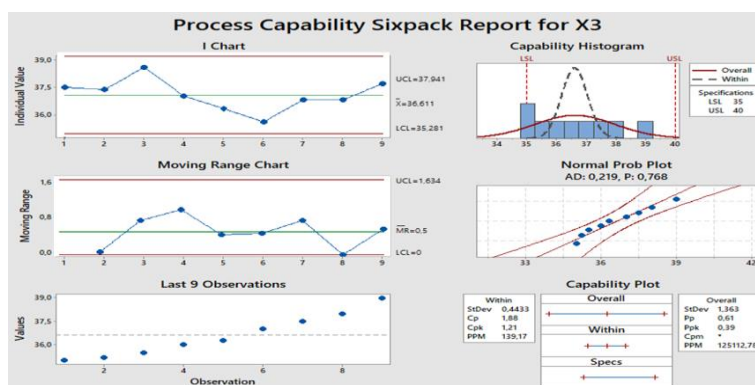 Process Capability Sixpack Report for X3
I Chart
Individual Value
39,0
37,5
36,0
UCL=37,941
X̄=36,611
LCL=35,281
1 2 3 4 5 6 7 8 9
Moving Range Chart
Moving Range
1,6
0,8
0,0
UCL=1,634
MR=0,5
LCL=0
1 2 3 4 5 6 7 8 9
Last 9 Observations
Values
39,0
37,5
36,0
2 4 6 8
Observation
Capability Histogram
LSL
USL
34 35 36 37 38 39 40
Overall
Within
Specifications
LSL 35
USL 40
Normal Prob Plot
AD: 0,219, P: 0,768
33 36 39 42
Capability Plot
Within
StDev 0,4433
Cp 1,88
Cpk 1,21
PPM 139,17
Overall
Within
Specs
Overall
StDev 1,363
Pp 0,61
Ppk 0,39
Cpm *
PPM 125112,78